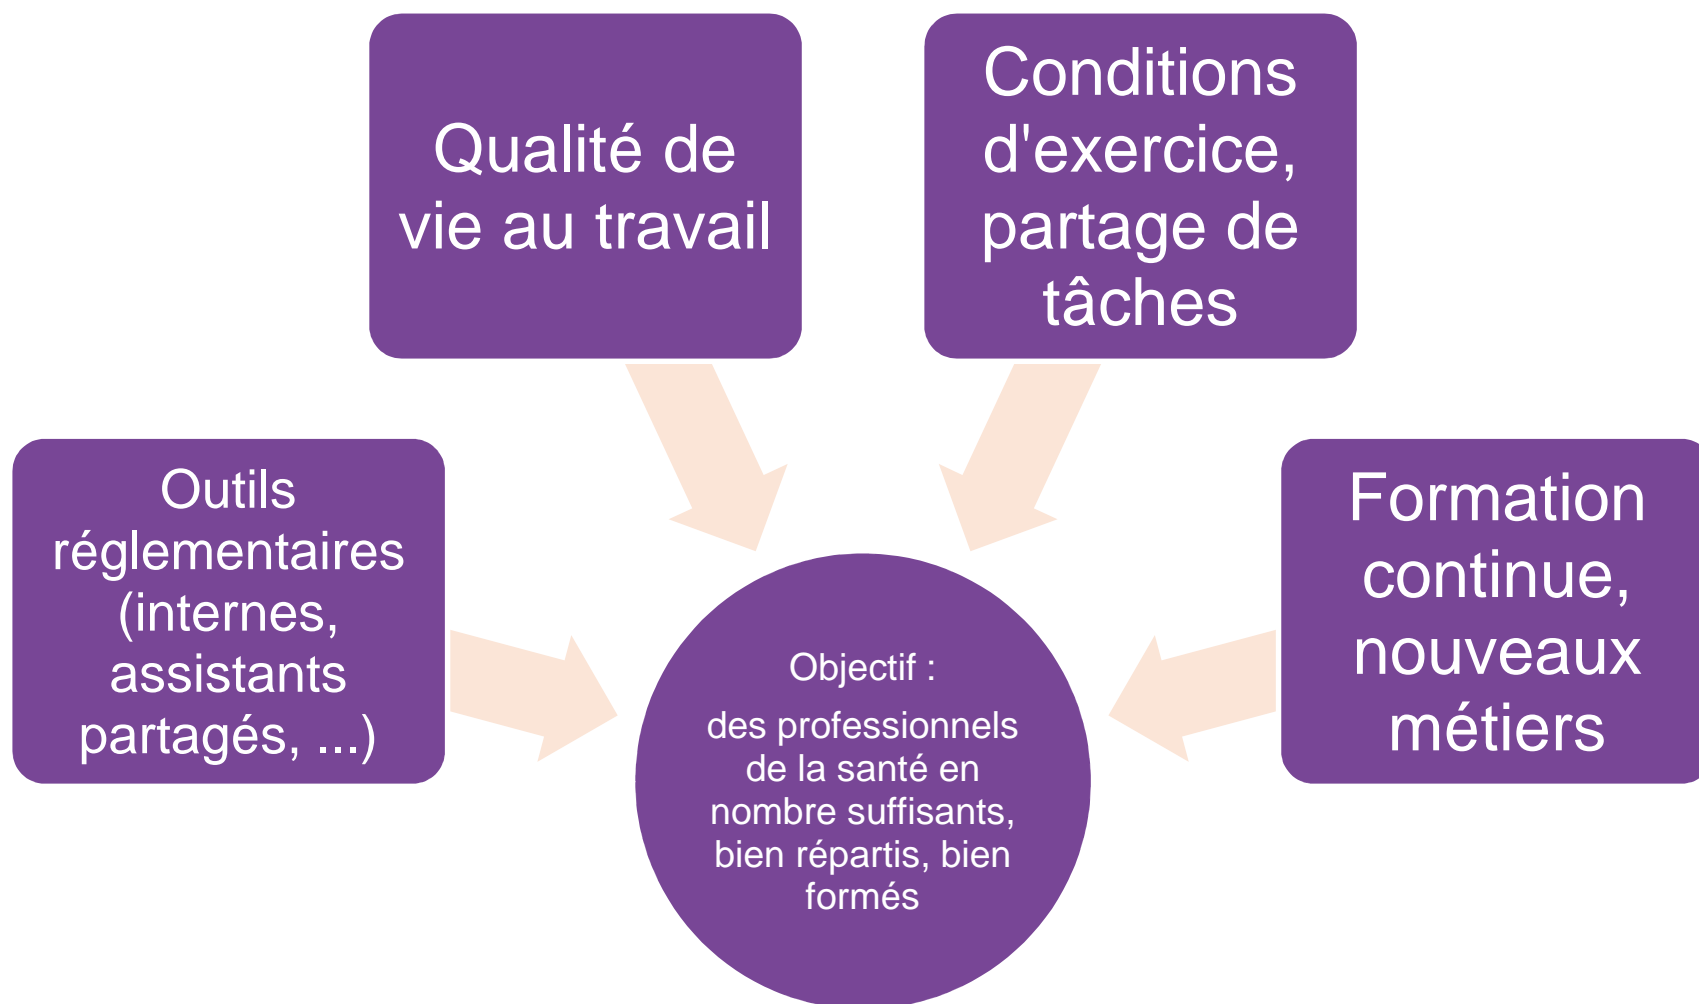 Qualité de
vie au travail
Conditions
d'exercice,
partage de
tâches
Outils
réglementaires
(internes,
assistants
partagés, ...)
Formation
continue,
nouveaux
métiers
Objectif :
des professionnels
de la santé en
nombre suffisants,
bien répartis, bien
formés